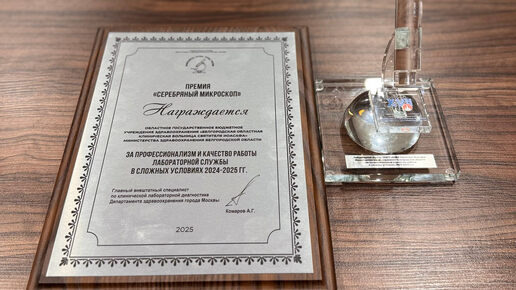 ПРЕМИЯ
«СЕРЕБРЯНЫЙ МИКРОСКОП»
Награждается
ОБЛАСТНОЕ ГОСУДАРСТВЕННОЕ БЮДЖЕТНОЕ
УЧРЕЖДЕНИЕ ЗДРАВООХРАНЕНИЯ «БЕЛГОРОДСКАЯ ОБЛАСТНАЯ
КЛИНИЧЕСКАЯ БОЛЬНИЦА СВЯТИТЕЛЯ ИОАСАФА»
МИНИСТЕРСТВА ЗДРАВООХРАНЕНИЯ БЕЛГОРОДСКОЙ ОБЛАСТИ
ЗА ПРОФЕССИОНАЛИЗМ И КАЧЕСТВО РАБОТЫ
ЛАБОРАТОРНОЙ СЛУЖБЫ
В СЛОЖНЫХ УСЛОВИЯХ 2024-2025 ГГ.
Главный внештатный специалист
по клинической лабораторной диагностике
Департамента здравоохранения города Москвы
Комаров А.Г.
2025